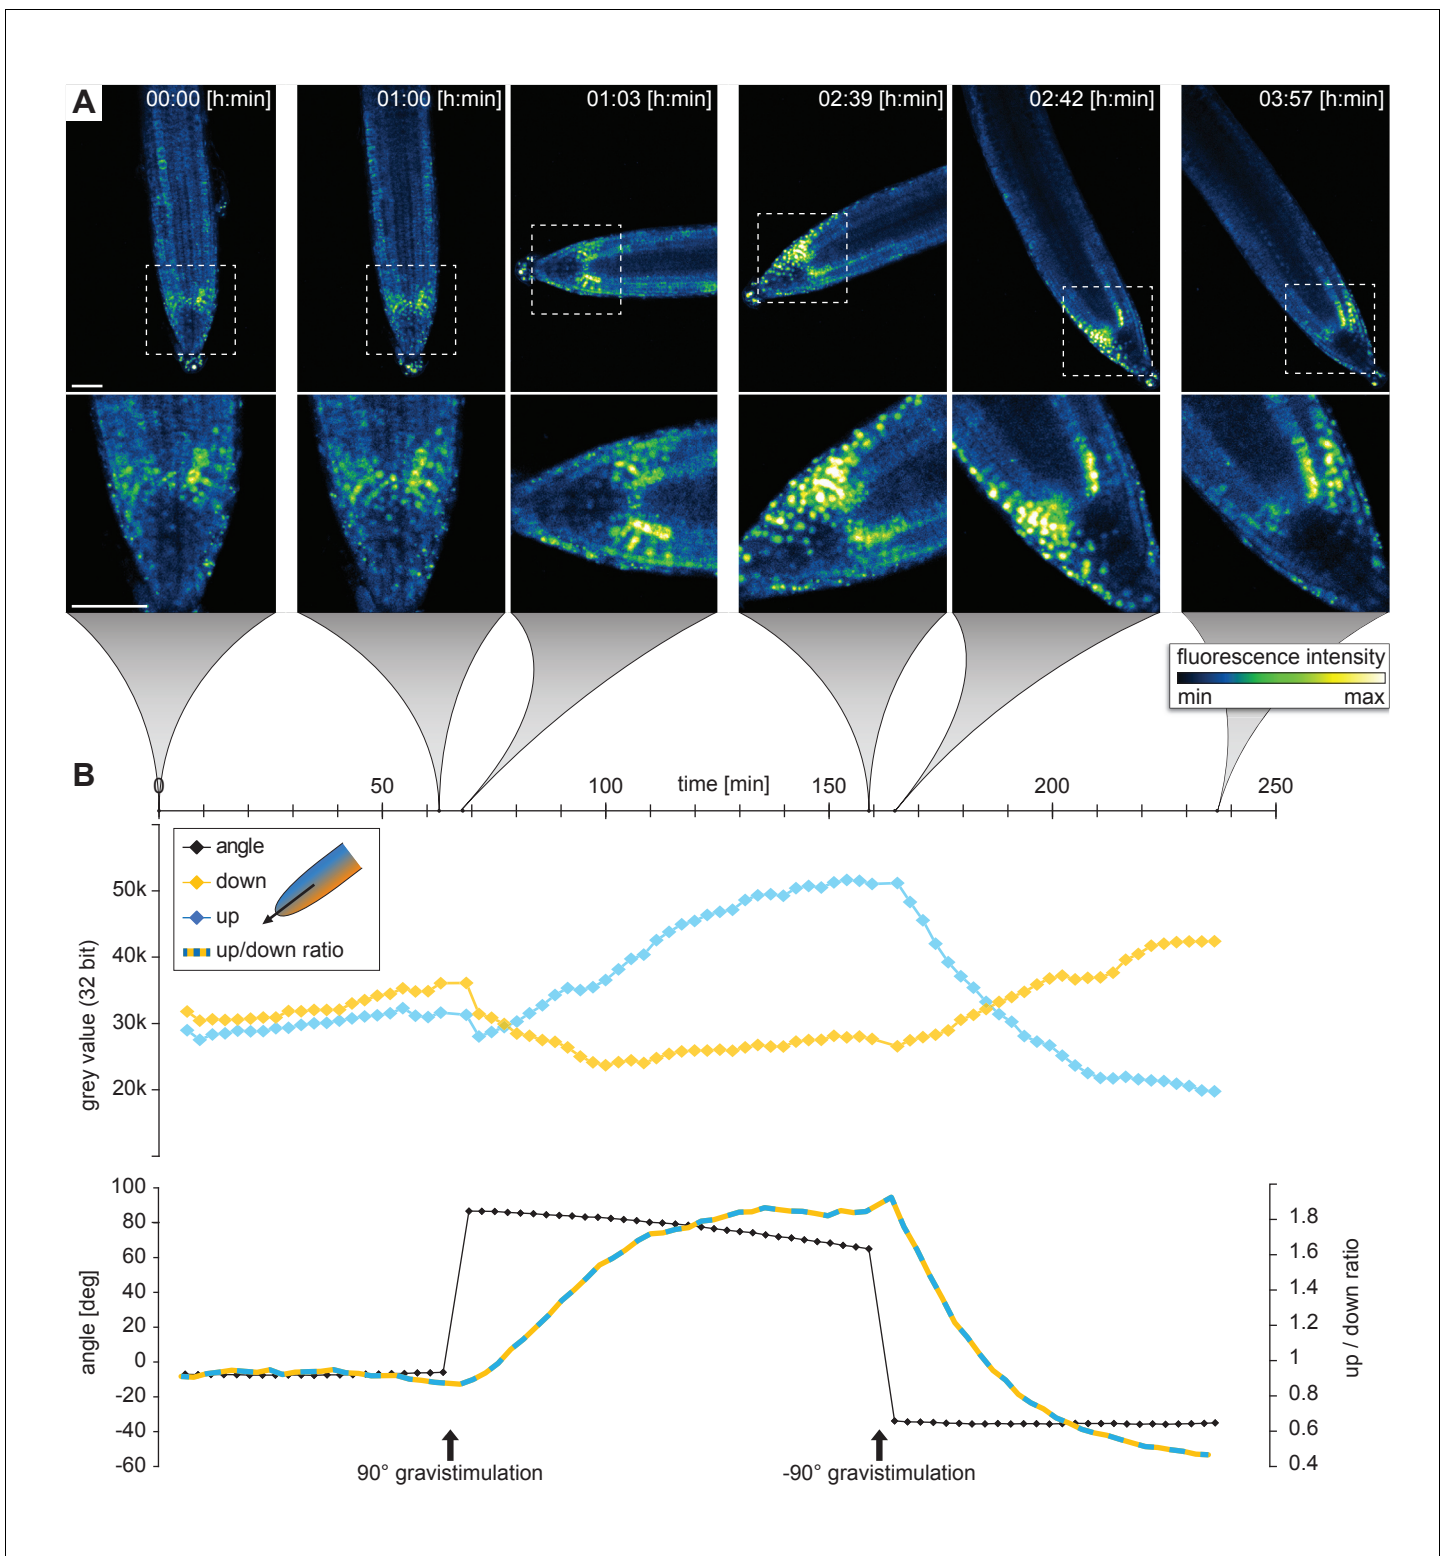 A
00:00 [h:min]
01:00 [h:min]
01:03 [h:min]
02:39 [h:min]
02:42 [h:min]
03:57 [h:min]
fluorescence intensity
min max
B
0 50 100 time [min] 150 200 250
angle
down
up
up/down ratio
50k
40k
30k
20k
grey value (32 bit)
100
80
60
40
20
0
-20
-40
-60
angle [deg]
1.8
1.6
1.4
1.2
1
0.8
0.6
0.4
up / down ratio
90° gravistimulation
-90° gravistimulation